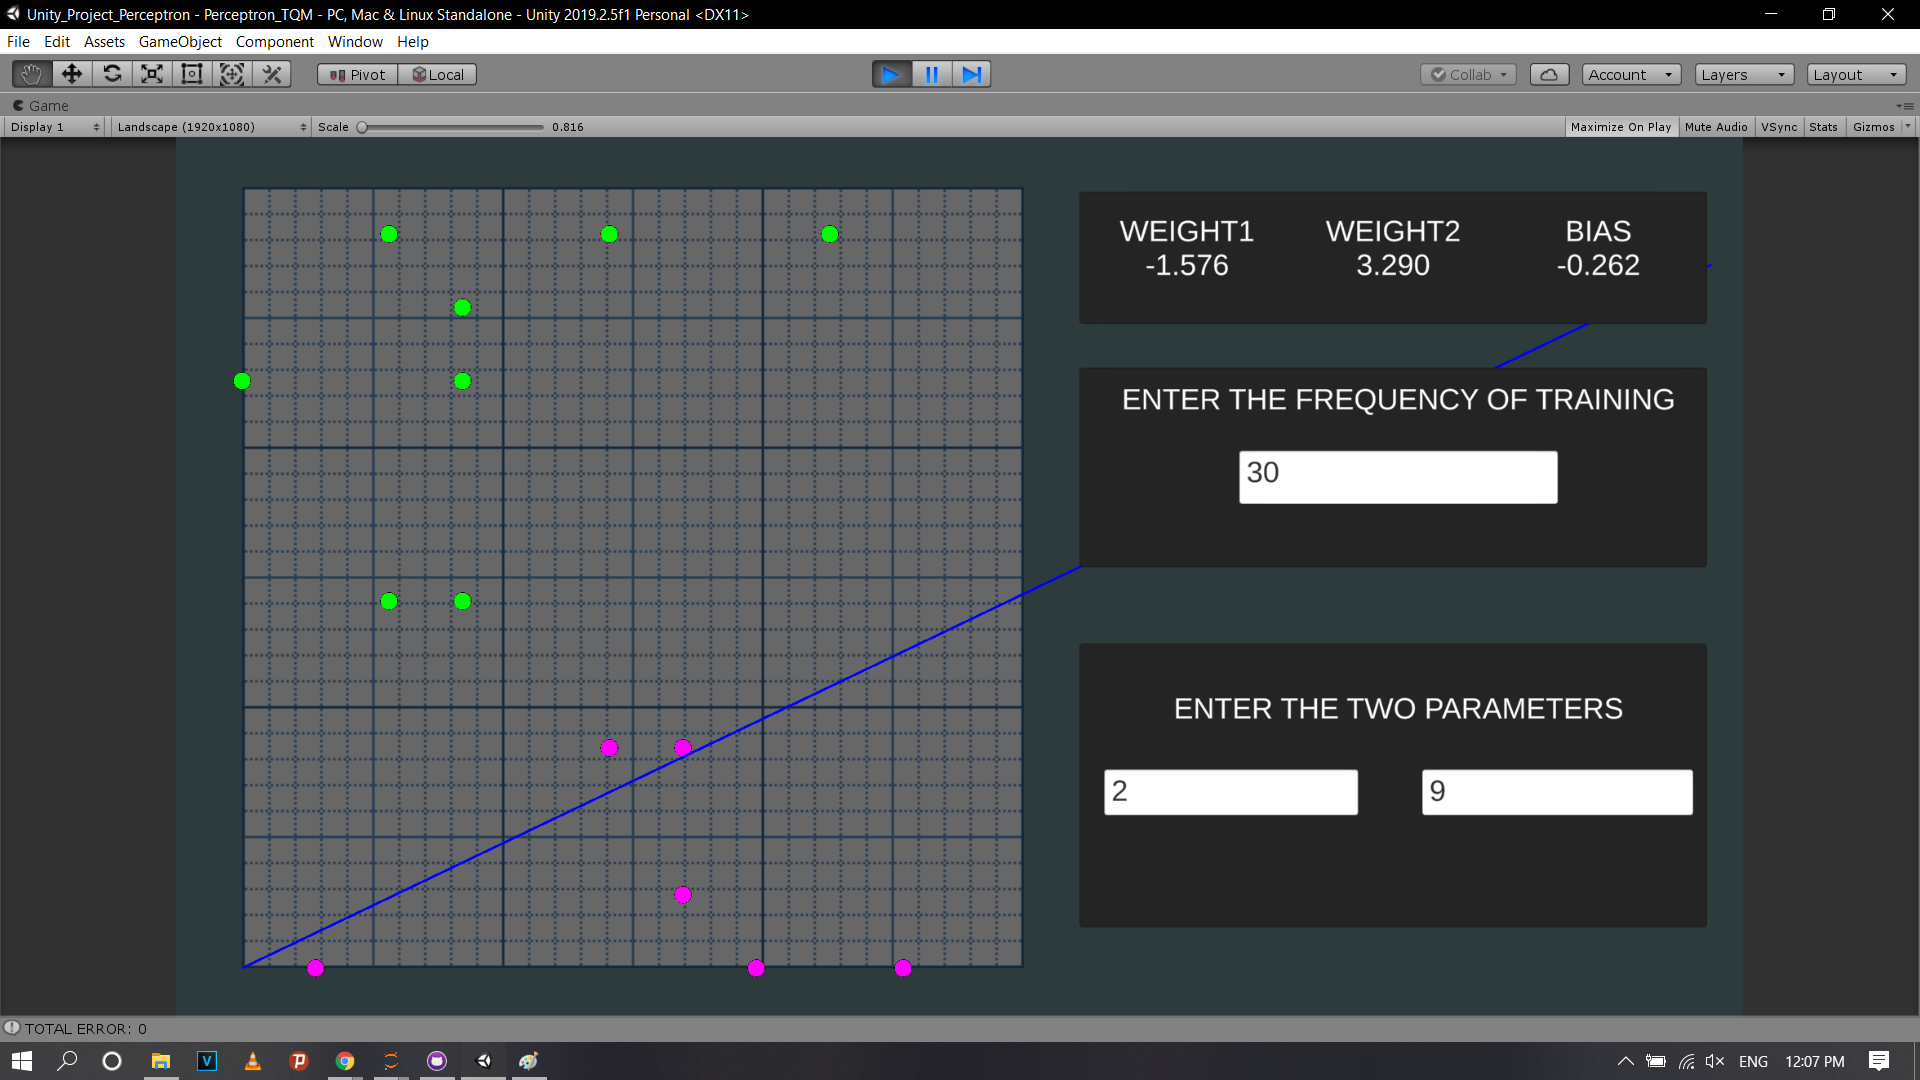 Unity_Project_Perceptron - Perceptron_TQM - PC, Mac & Linux Standalone - Unity 2019.2.5f1 Personal <DX11>
File Edit Assets GameObject Component Window Help
Pivot Local Collab Account Layers Layout
Game
Display 1 Landscape (1920x1080) Scale 0.816 Maximize On Play Mute Audio VSync Stats Gizmos
WEIGHT1 WEIGHT2 BIAS
-1.576 3.290 -0.262
ENTER THE FREQUENCY OF TRAINING
30
ENTER THE TWO PARAMETERS
2 9
TOTAL ERROR: 0
ENG 12:07 PM